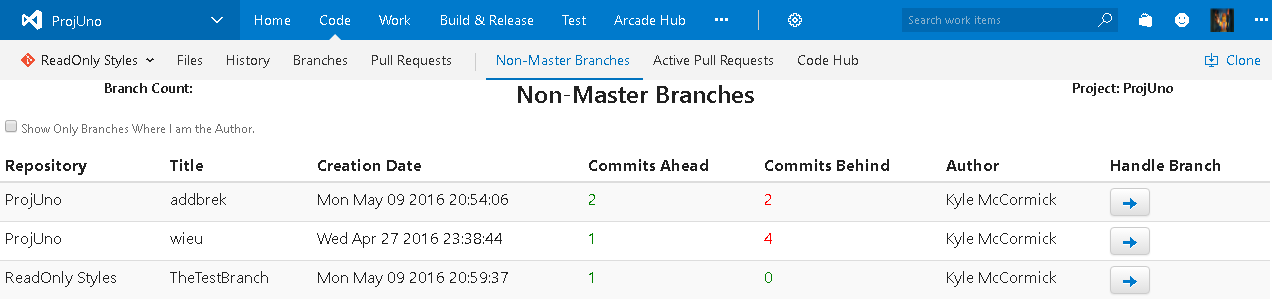 ProjUno Home Code Work Build & Release Test Arcade Hub ••• Search work items •••
ReadOnly Styles Files History Branches Pull Requests Non-Master Branches Active Pull Requests Code Hub Clone
Branch Count: Non-Master Branches Project: ProjUno
Show Only Branches Where I am the Author.
Repository Title Creation Date Commits Ahead Commits Behind Author Handle Branch
ProjUno addbrek Mon May 09 2016 20:54:06 2 2 Kyle McCormick
ProjUno wieu Wed Apr 27 2016 23:38:44 1 4 Kyle McCormick
ReadOnly Styles TheTestBranch Mon May 09 2016 20:59:37 1 0 Kyle McCormick